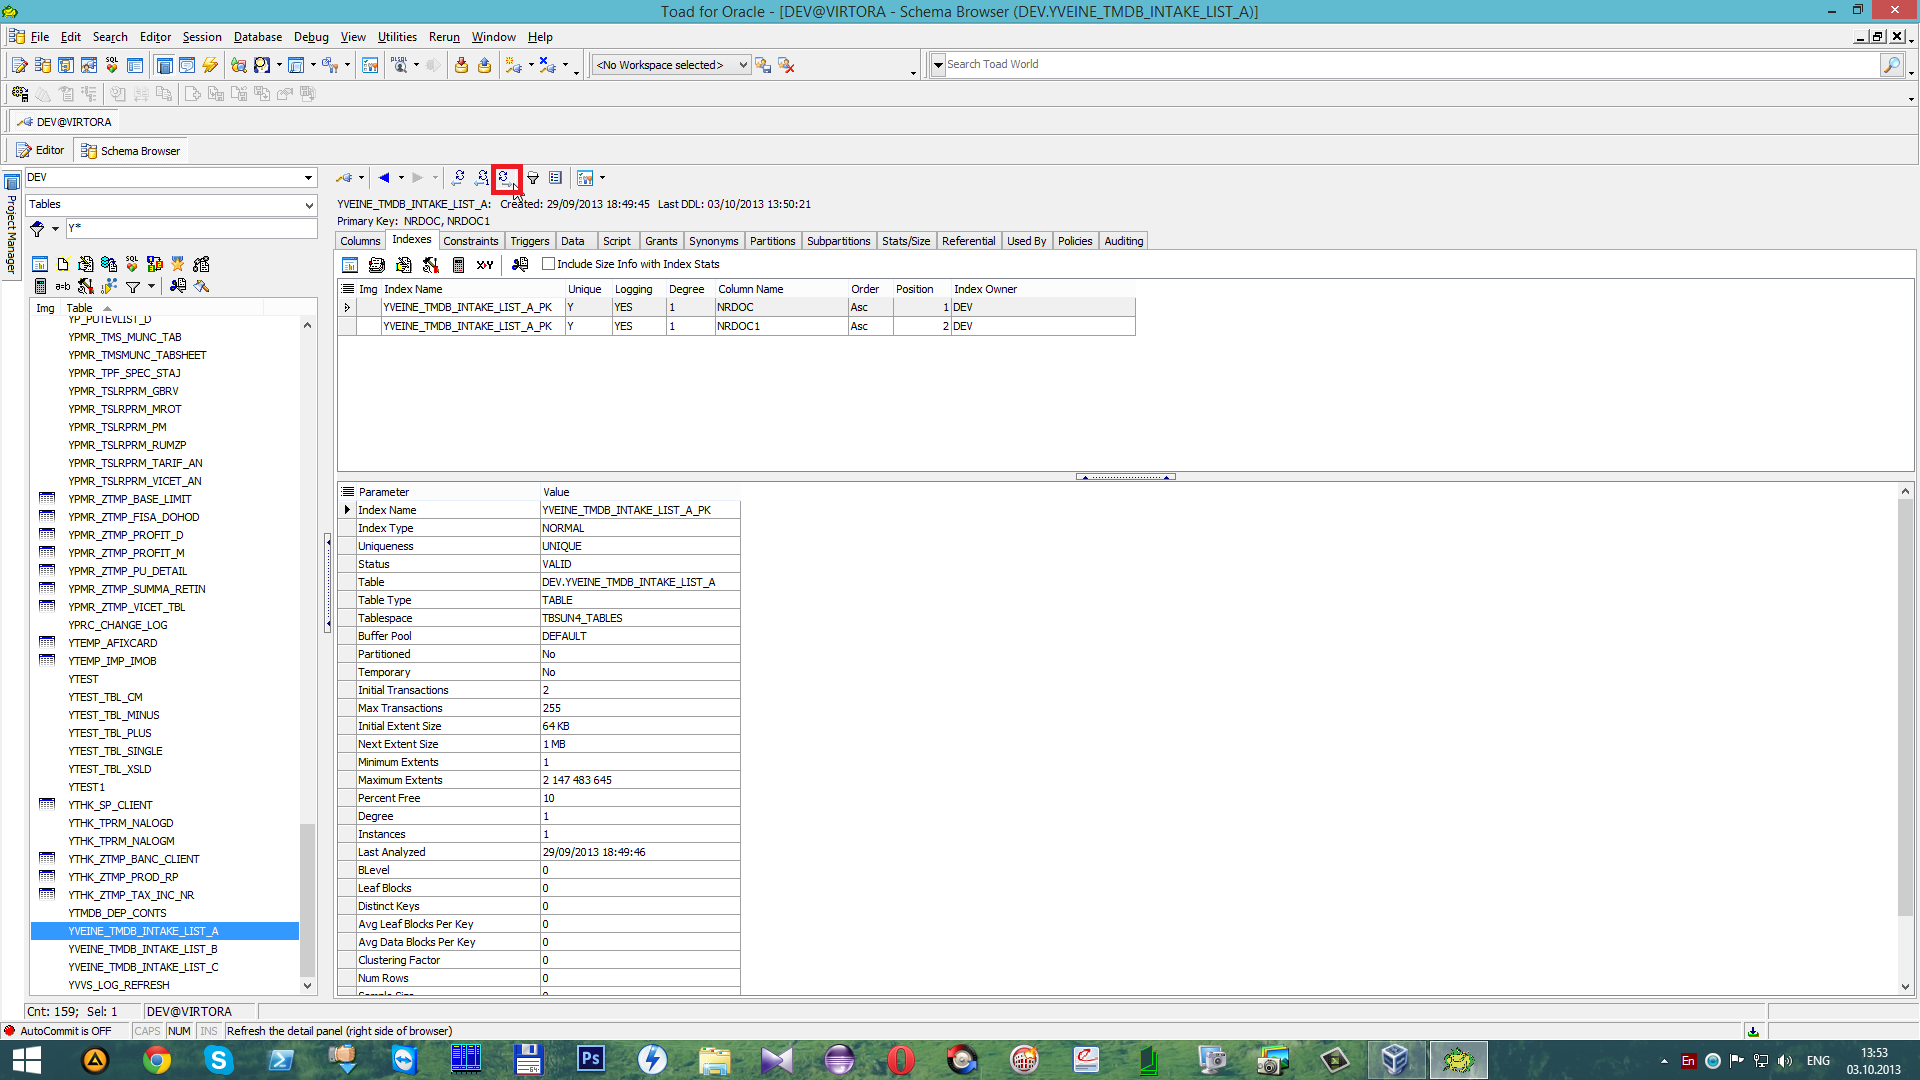 Toad for Oracle - [DEV@VIRTORA - Schema Browser (DEV.YVEINE_TMDB_INTAKE_LIST_A)]
File Edit Search Editor Session Database Debug View Utilities Rerun Window Help
<No Workspace selected> Search Toad World
DEV@VIRTORA
Editor Schema Browser
Project Manager
DEV
Tables
Y*
Img Table
YP_PUTEVLIST_D
YPMR_TMS_MUNC_TAB
YPMR_TMSMUNC_TABSHEET
YPMR_TPF_SPEC_STAJ
YPMR_TSLRPRM_GBRV
YPMR_TSLRPRM_MROT
YPMR_TSLRPRM_PM
YPMR_TSLRPRM_RUMZP
YPMR_TSLRPRM_TARIF_AN
YPMR_TSLRPRM_VICET_AN
YPMR_ZTMP_BASE_LIMIT
YPMR_ZTMP_FISA_DOHOD
YPMR_ZTMP_PROFIT_D
YPMR_ZTMP_PROFIT_M
YPMR_ZTMP_PU_DETAIL
YPMR_ZTMP_SUMMA_RETIN
YPMR_ZTMP_VICET_TBL
YPRC_CHANGE_LOG
YTEMP_AFIXCARD
YTEMP_IMP_IMOB
YTEST
YTEST_TBL_CM
YTEST_TBL_MINUS
YTEST_TBL_PLUS
YTEST_TBL_SINGLE
YTEST_TBL_XSLD
YTEST1
YTHK_SP_CLIENT
YTHK_TPRM_NALOGD
YTHK_TPRM_NALOGM
YTHK_ZTMP_BANC_CLIENT
YTHK_ZTMP_PROD_RP
YTHK_ZTMP_TAX_INC_NR
YTMDB_DEP_CONTS
YVEINE_TMDB_INTAKE_LIST_A
YVEINE_TMDB_INTAKE_LIST_B
YVEINE_TMDB_INTAKE_LIST_C
YVVS_LOG_REFRESH
YVEINE_TMDB_INTAKE_LIST_A: Created: 29/09/2013 18:49:45 Last DDL: 03/10/2013 13:50:21
Primary Key: NRDOC, NRDOC1
Columns Indexes Constraints Triggers Data Script Grants Synonyms Partitions Subpartitions Stats/Size Referential Used By Policies Auditing
Include Size Info with Index Stats
Img Index Name Unique Logging Degree Column Name Order Position Index Owner
YVEINE_TMDB_INTAKE_LIST_A_PK Y YES 1 NRDOC Asc 1 DEV
YVEINE_TMDB_INTAKE_LIST_A_PK Y YES 1 NRDOC1 Asc 2 DEV
Parameter Value
Index Name YVEINE_TMDB_INTAKE_LIST_A_PK
Index Type NORMAL
Uniqueness UNIQUE
Status VALID
Table DEV.YVEINE_TMDB_INTAKE_LIST_A
Table Type TABLE
Tablespace TBSUN4_TABLES
Buffer Pool DEFAULT
Partitioned No
Temporary No
Initial Transactions 2
Max Transactions 255
Initial Extent Size 64 KB
Next Extent Size 1 MB
Minimum Extents 1
Maximum Extents 2 147 483 645
Percent Free 10
Degree 1
Instances 1
Last Analyzed 29/09/2013 18:49:46
BLevel 0
Leaf Blocks 0
Distinct Keys 0
Avg Leaf Blocks Per Key 0
Avg Data Blocks Per Key 0
Clustering Factor 0
Num Rows 0
Sample Size 0
Cnt: 159; Sel: 1 DEV@VIRTORA
AutoCommit is OFF CAPS NUM INS Refresh the detail panel (right side of browser)
Ps
En ENG 13:53
03.10.2013